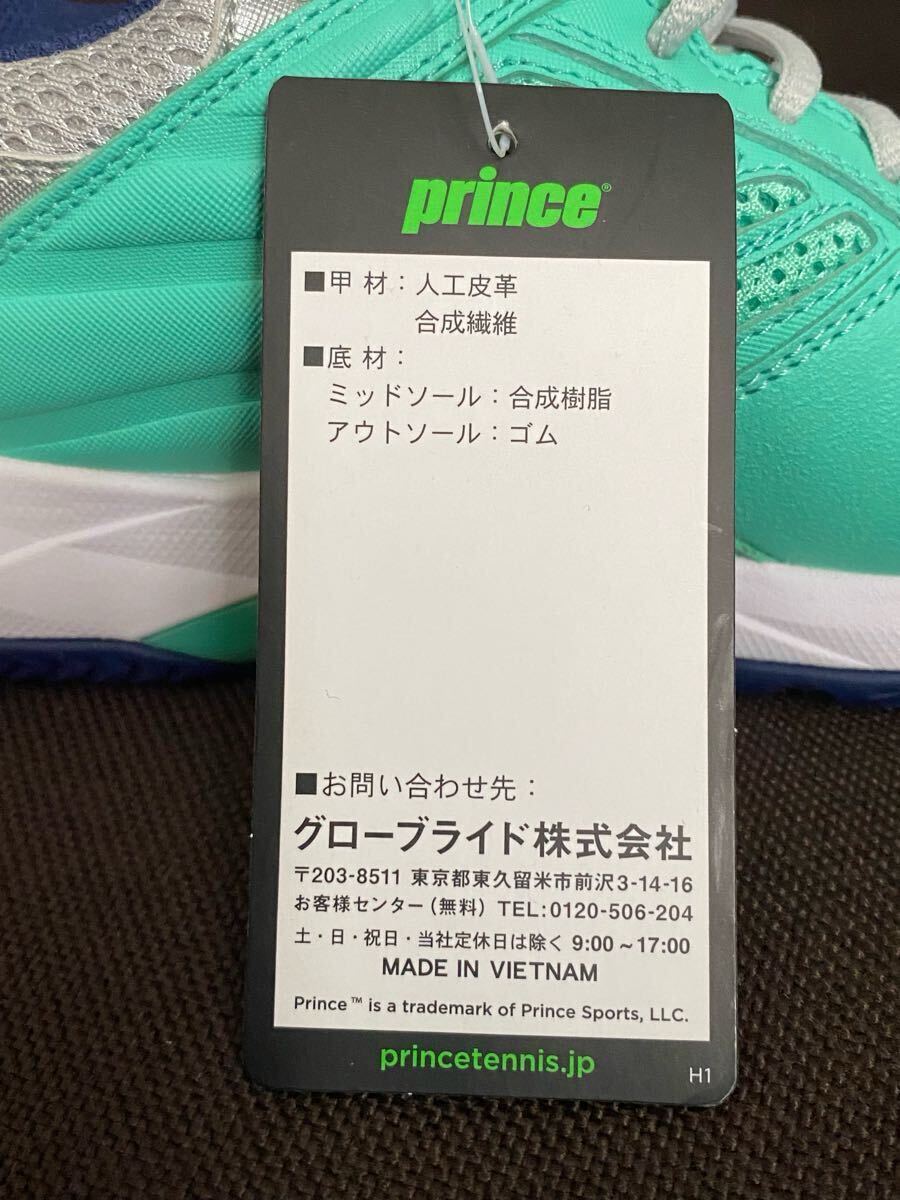 prince®
■甲 材：人工皮革
合成繊維
■底 材：
ミッドソール：合成樹脂
アウトソール：ゴム
■お問い合わせ先：
グローブライド株式会社
〒203-8511 東京都東久留米市前沢3-14-16
お客様センター（無料） TEL:0120-506-204
土・日・祝日・当社定休日は除く 9:00～17:00
MADE IN VIETNAM
Prince™ is a trademark of Prince Sports, LLC.
princetennis.jp
H1